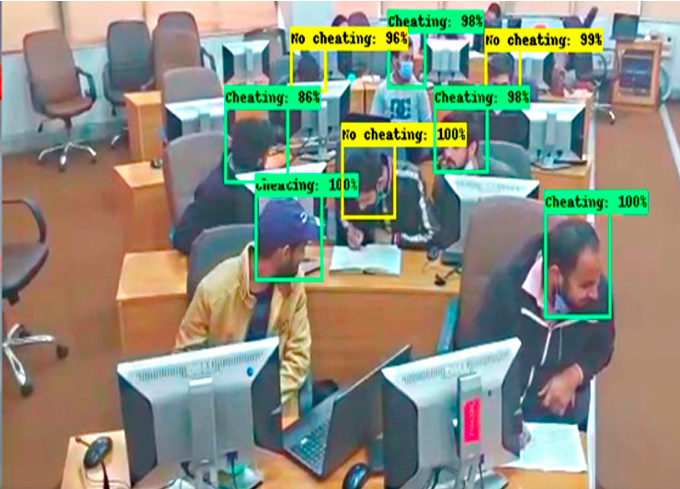 Cheating: 98%
No cheating: 96%
No cheating: 99%
Cheating: 86%
Cheating: 98%
No cheating: 100%
Cheating: 100%
Cheating: 100%